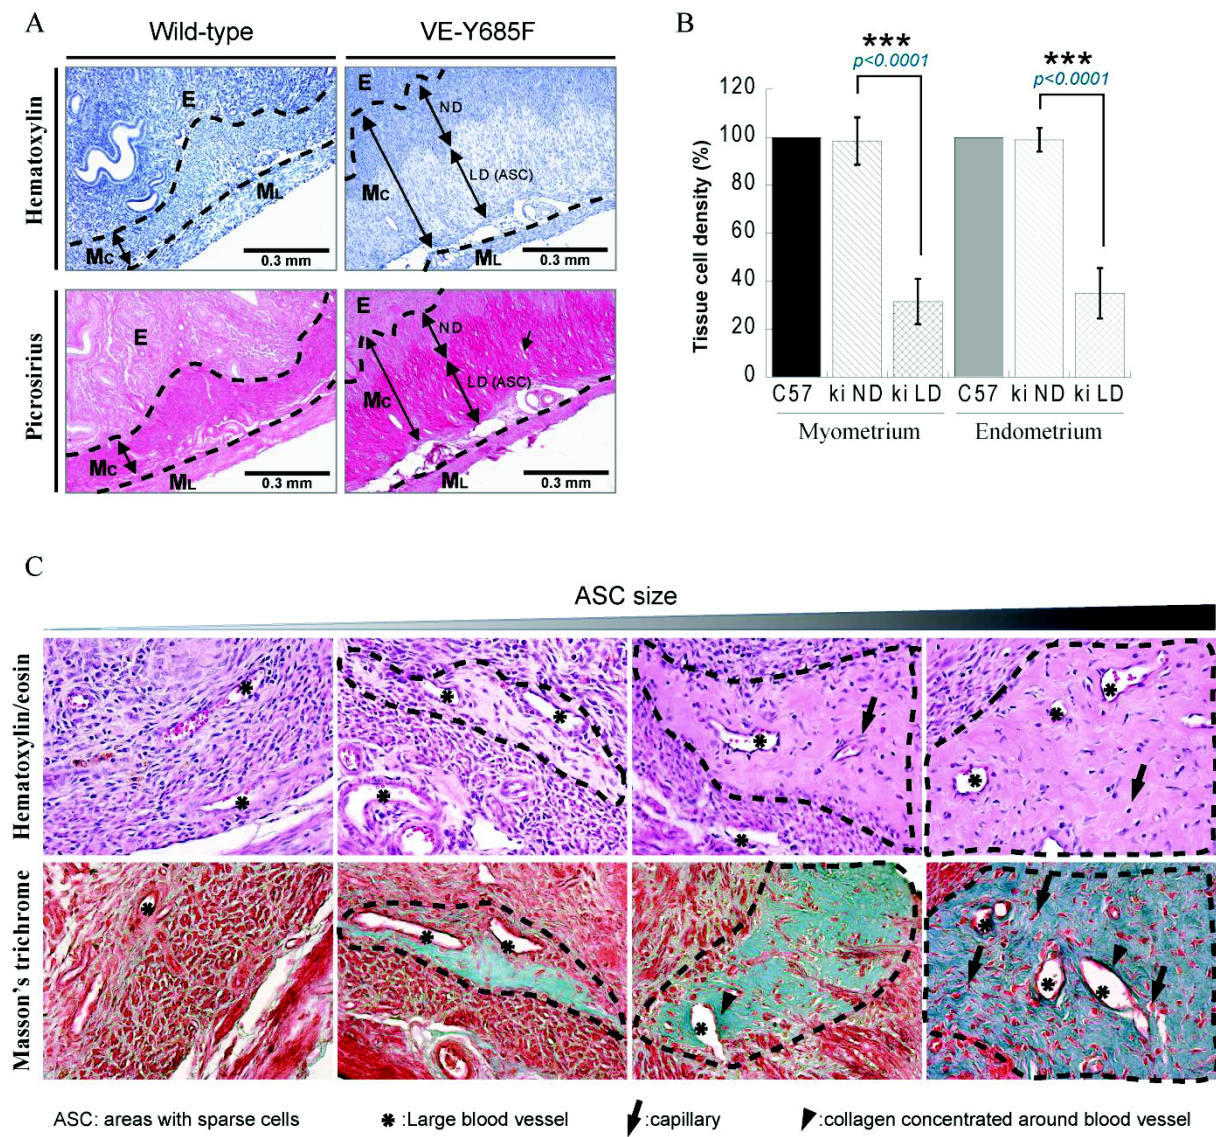 A
Wild-type
VE-Y685F
Hematoxylin
E
Mc
ML
0.3 mm
E
ND
LD (ASC)
Mc
ML
0.3 mm
Picrosirius
E
Mc
ML
0.3 mm
E
ND
LD (ASC)
Mc
ML
0.3 mm
B
***
p<0.0001
***
p<0.0001
Tissue cell density (%)
120
100
80
60
40
20
0
C57 ki ND ki LD C57 ki ND ki LD
Myometrium Endometrium
C
ASC size
Hematoxylin/eosin
Masson's trichrome
ASC: areas with sparse cells
*:Large blood vessel
:capillary
:collagen concentrated around blood vessel